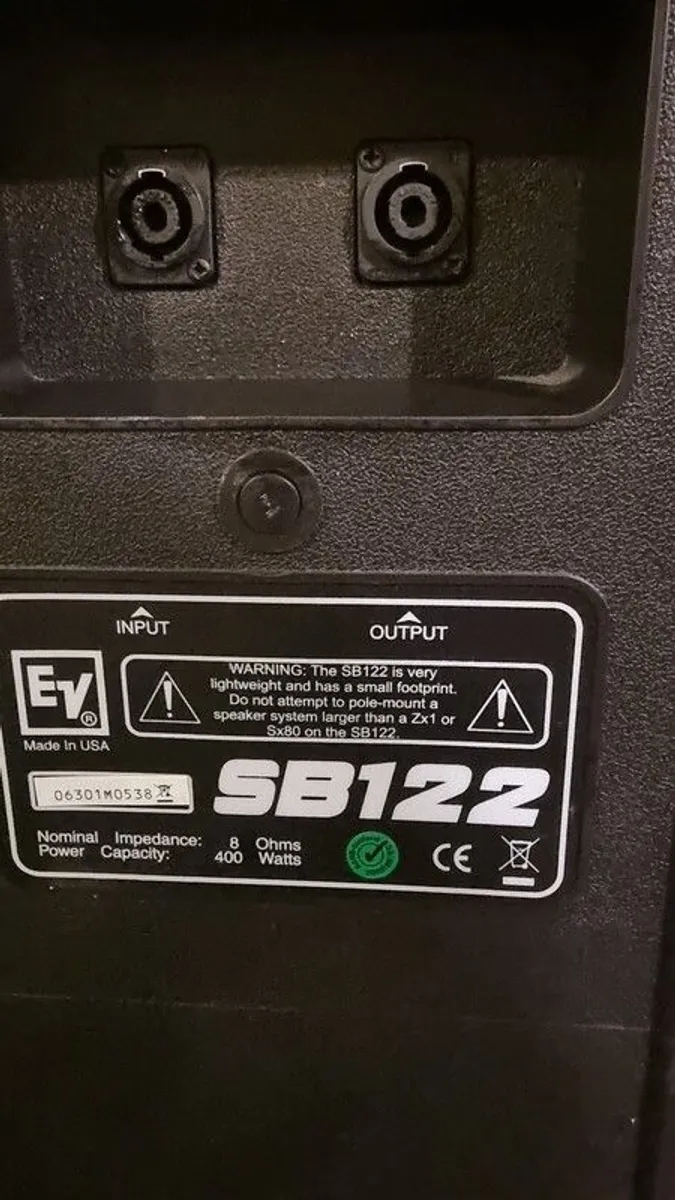 INPUT
OUTPUT
EV®
Made In USA
WARNING: The SB122 is very
lightweight and has a small footprint.
Do not attempt to pole-mount a
speaker system larger than a Zx1 or
Sx80 on the SB122.
06301M0538
SB122
Nominal Impedance: 8 Ohms
Power Capacity: 400 Watts
CE